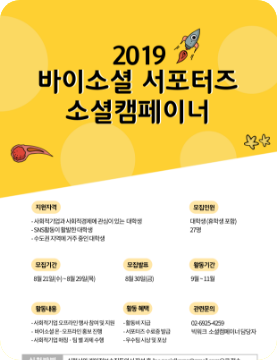 2019
바이소셜 서포터즈
소셜캠페이너
지원자격
- 사회적기업과 사회적경제에 관심이 있는 대학생
- SNS활동이 활발한 대학생
- 수도권 지역에 거주 중인 대학생
모집인원
대학생(휴학생 포함)
27명
모집기간
8월 21일(수) ~ 8월 29일(목)
모집발표
8월 30일(금)
활동기간
9월 ~ 11월
활동내용
- 사회적기업 오프라인 행사 참여 및 지원
- 바이소셜 온·오프라인 홍보 진행
- 사회적기업 매칭 · 팀 별 과제 수행
활동 혜택
- 활동비 지급
- 서포터즈 수료증 발급
- 우수팀 시상 및 포상
관련문의
02-6925-4259
빅워크 소셜캠페이너담당자